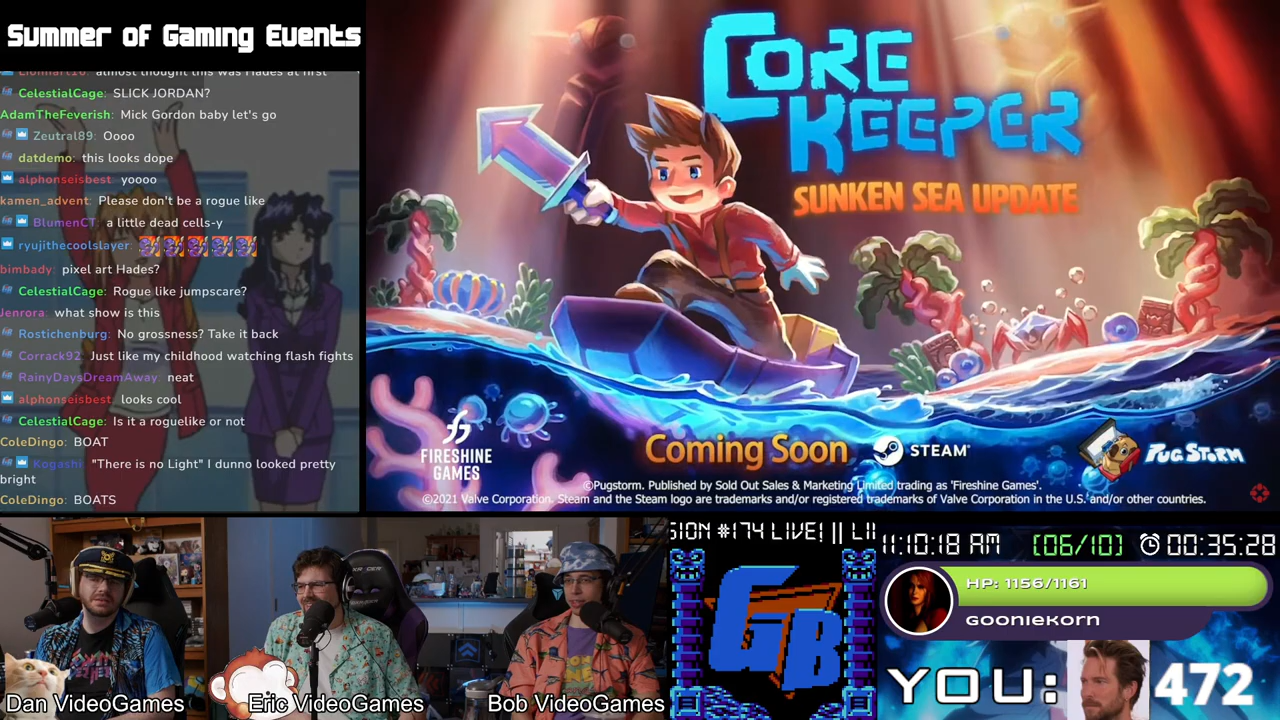 Summer of Gaming Events
Lionhart16: almost thought this was Hades at first
CelestialCage: SLICK JORDAN?
AdamTheFeverish: Mick Gordon baby let's go
Zeutral89: Oooo
datdemo: this looks dope
alphonseisbest: yoooo
kamen_advent: Please don't be a rogue like
BlumenCT: a little dead cells-y
ryujithecoolslayer:
bimbady: pixel art Hades?
CelestialCage: Rogue like jumpscare?
Jenrora: what show is this
Rostichenburg: No grossness? Take it back
Corrack92: Just like my childhood watching flash fights
RainyDaysDreamAway: neat
alphonseisbest: looks cool
CelestialCage: Is it a roguelike or not
ColeDingo: BOAT
Kogashi: "There is no Light" I dunno looked pretty
bright
ColeDingo: BOATS
CORE
KEEPER
SUNKEN SEA UPDATE
FIRESHINE
GAMES
Coming Soon
STEAM®
PUGSTORM
©Pugstorm. Published by Sold Out Sales & Marketing Limited trading as 'Fireshine Games'.
©2021 Valve Corporation. Steam and the Steam logo are trademarks and/or registered trademarks of Valve Corporation in the U.S. and/or other countries.
Dan VideoGames
Eric VideoGames
Bob VideoGames
SION #174 LIVE! || LI
GB
11:10:18 AM
[06/10]
00:35:28
HP: 1156/1161
GOONIEKORN
YOU:
472